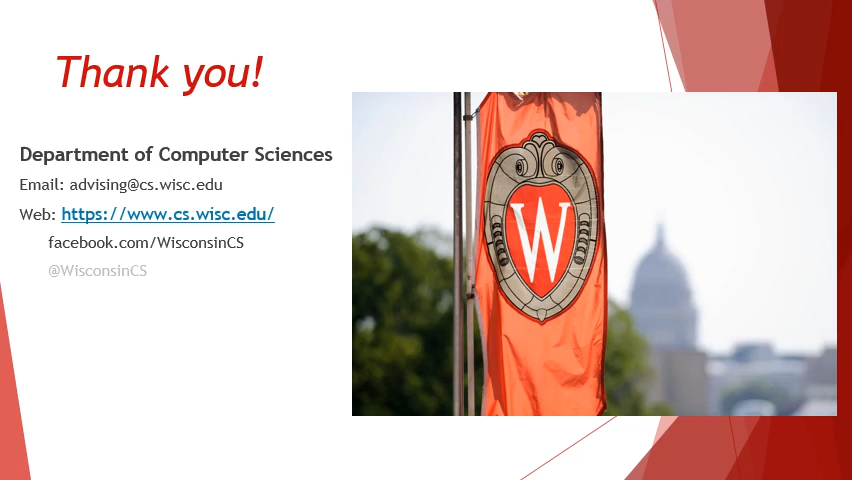 Thank you!
Department of Computer Sciences
Email: advising@cs.wisc.edu
Web: https://www.cs.wisc.edu/
facebook.com/WisconsinCS
@WisconsinCS
W